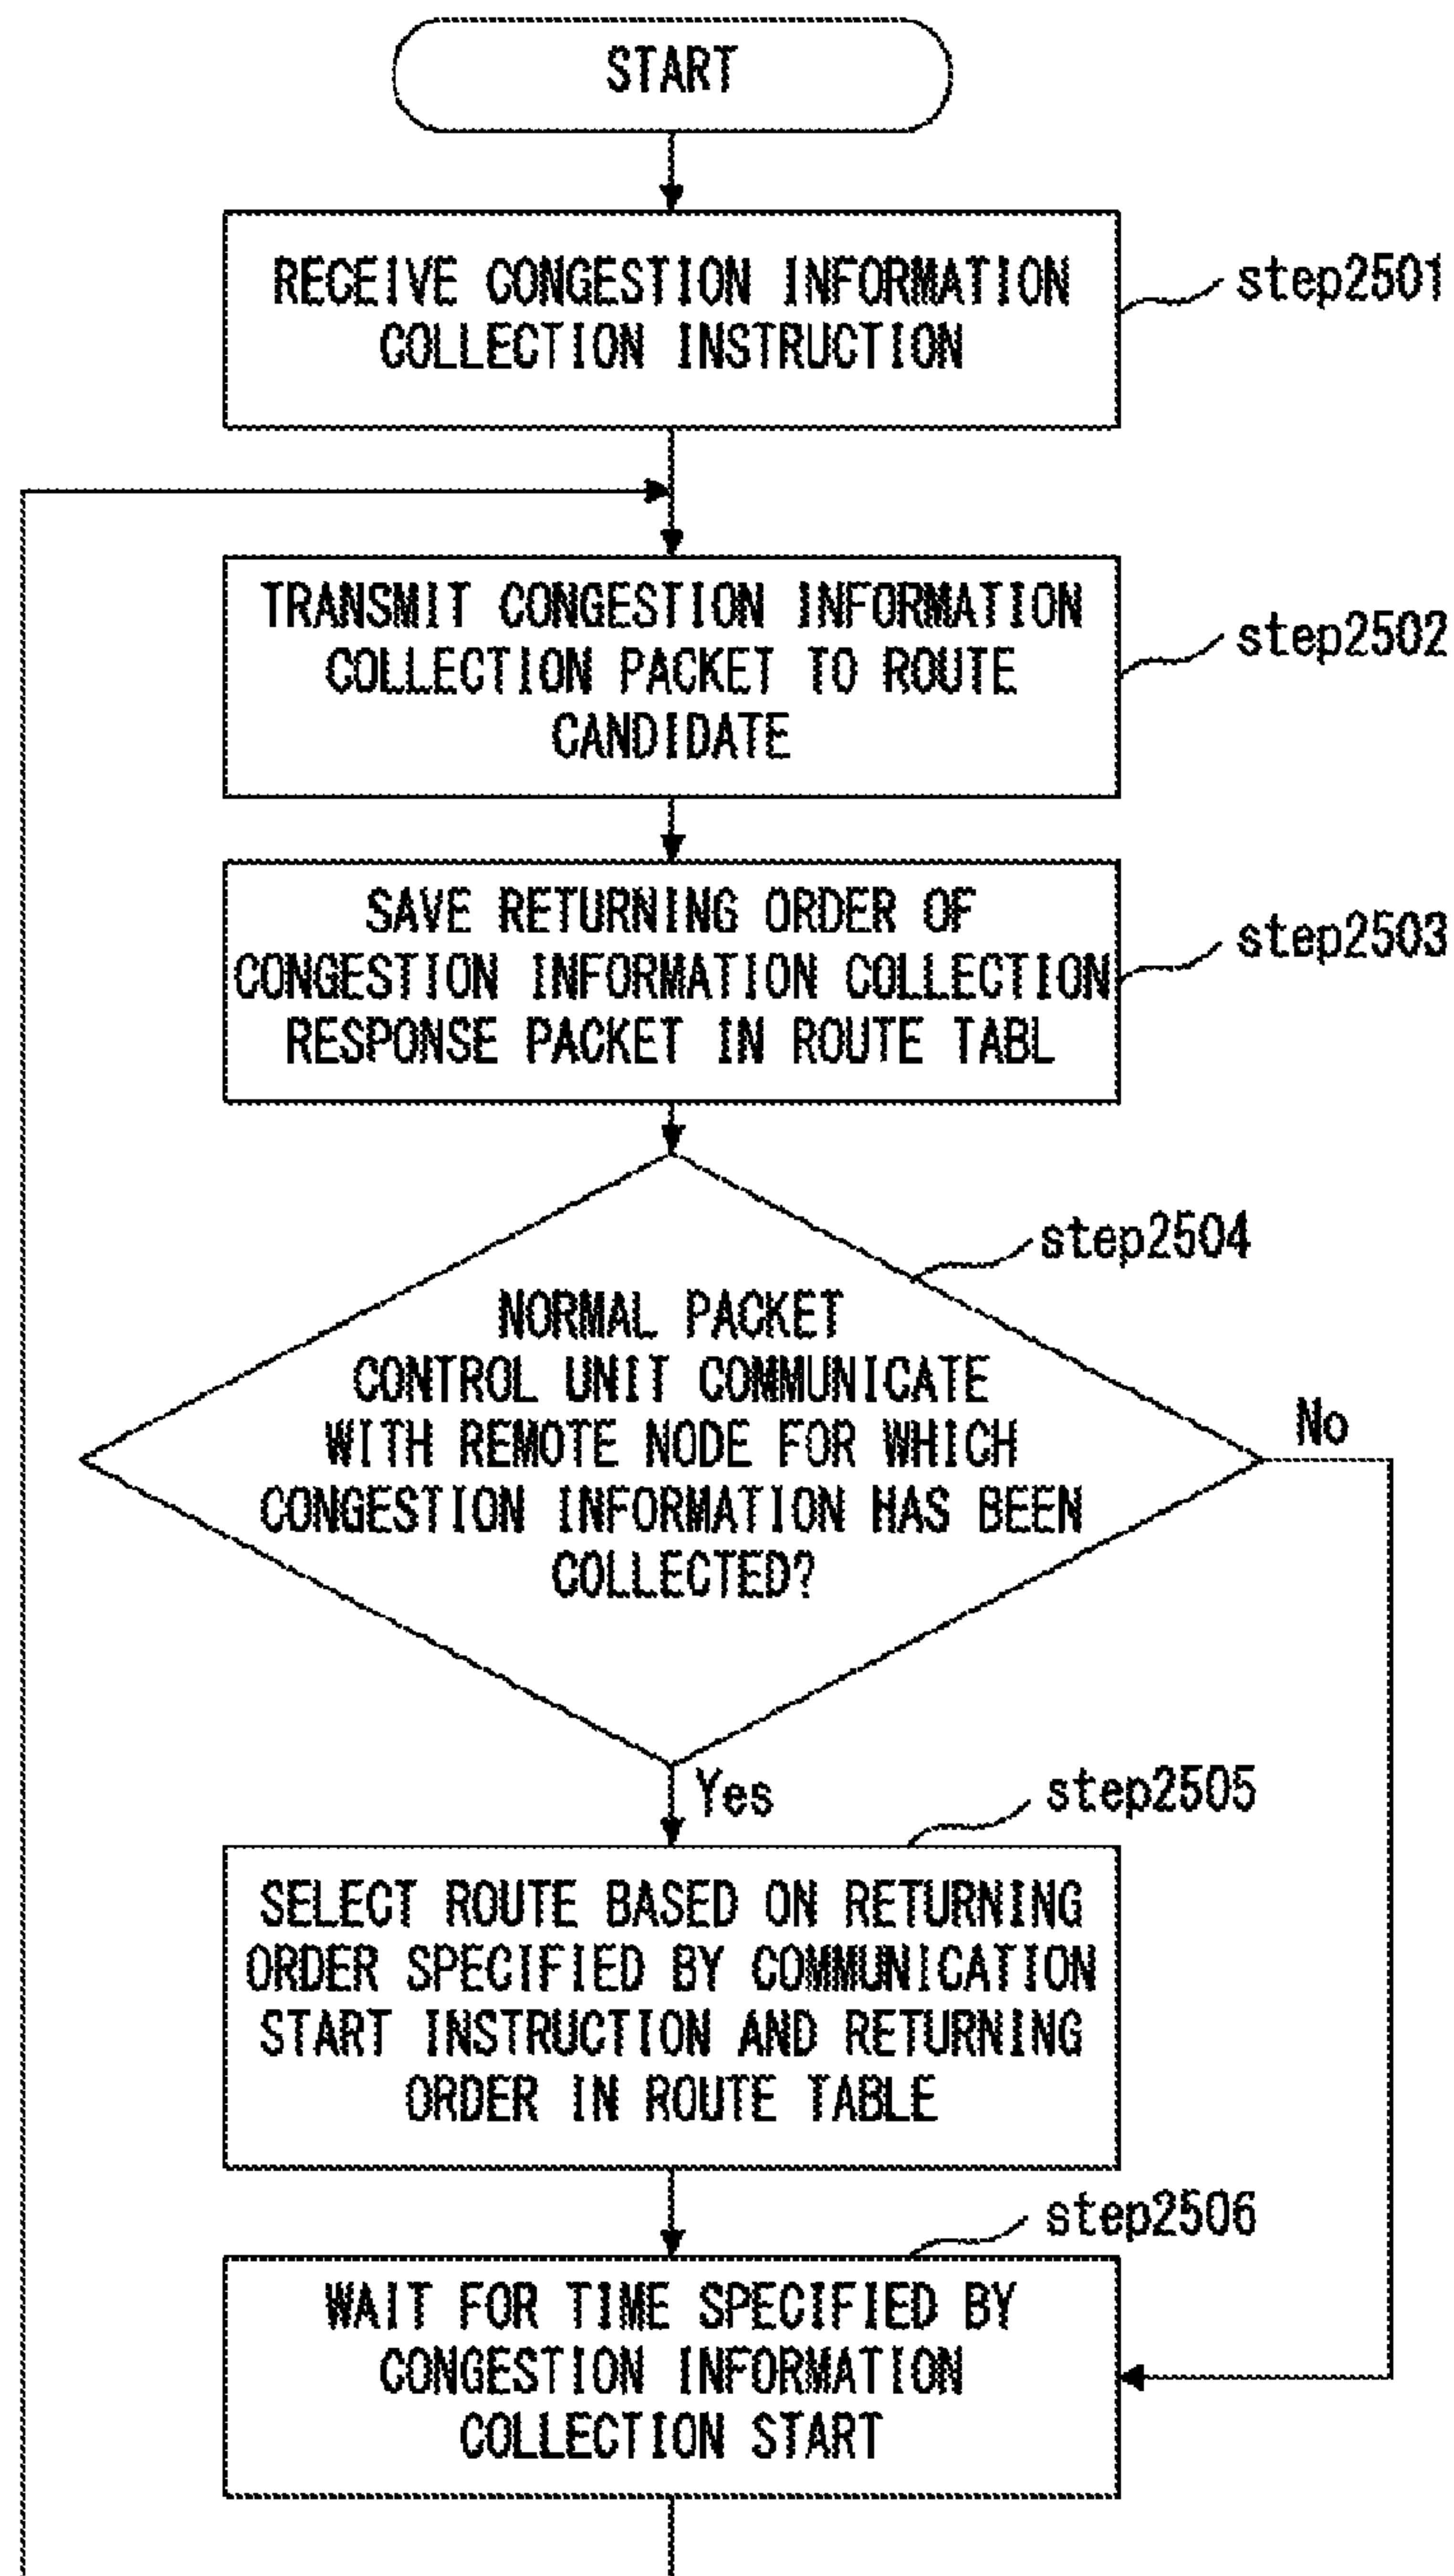 START
RECEIVE CONGESTION INFORMATION
COLLECTION INSTRUCTION
step2501
TRANSMIT CONGESTION INFORMATION
COLLECTION PACKET TO ROUTE
CANDIDATE
step2502
SAVE RETURNING ORDER OF
CONGESTION INFORMATION COLLECTION
RESPONSE PACKET IN ROUTE TABL
step2503
step2504
NORMAL PACKET
CONTROL UNIT COMMUNICATE
WITH REMOTE NODE FOR WHICH
CONGESTION INFORMATION HAS BEEN
COLLECTED?
No
Yes
step2505
SELECT ROUTE BASED ON RETURNING
ORDER SPECIFIED BY COMMUNICATION
START INSTRUCTION AND RETURNING
ORDER IN ROUTE TABLE
step2506
WAIT FOR TIME SPECIFIED BY
CONGESTION INFORMATION
COLLECTION START